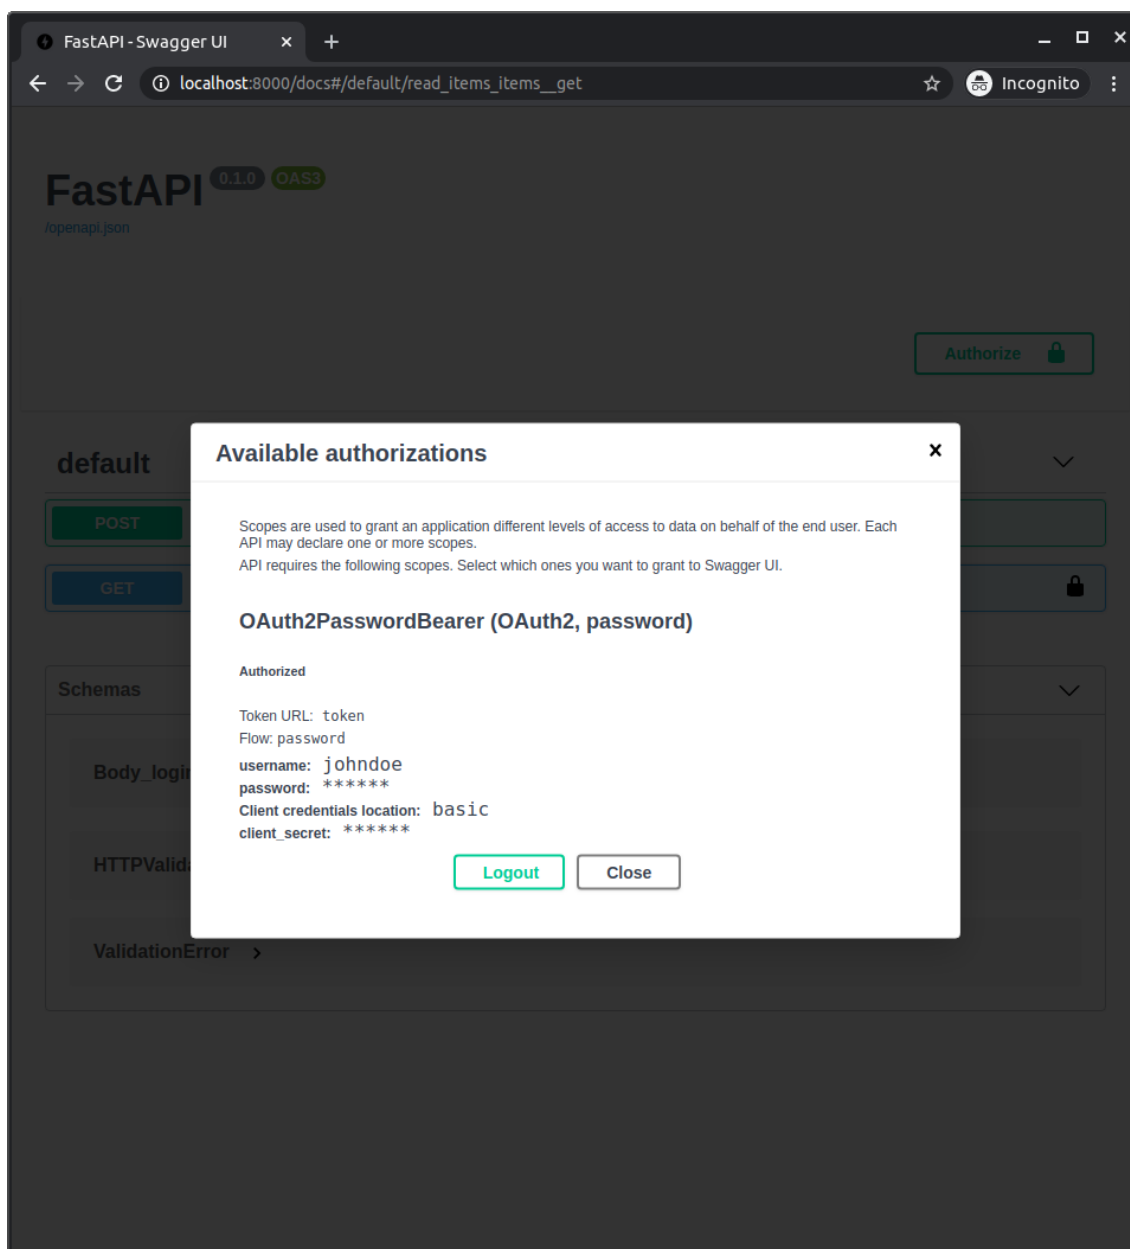 FastAPI - Swagger UI
localhost:8000/docs#/default/read_items_items__get
Incognito
FastAPI 0.1.0 OAS3
/openapi.json
Authorize
default
Available authorizations
POST
Scopes are used to grant an application different levels of access to data on behalf of the end user. Each
API may declare one or more scopes.
API requires the following scopes. Select which ones you want to grant to Swagger UI.
GET
OAuth2PasswordBearer (OAuth2, password)
Authorized
Schemas
Token URL: token
Flow: password
username: johndoe
password: ******
Body_login
Client credentials location: basic
client_secret: ******
HTTPValida
Logout
Close
ValidationError